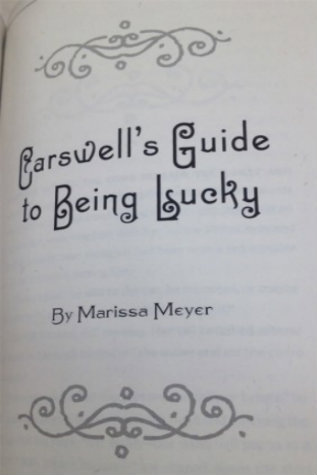 Carswell's Guide
to Being Lucky
By Marissa Meyer